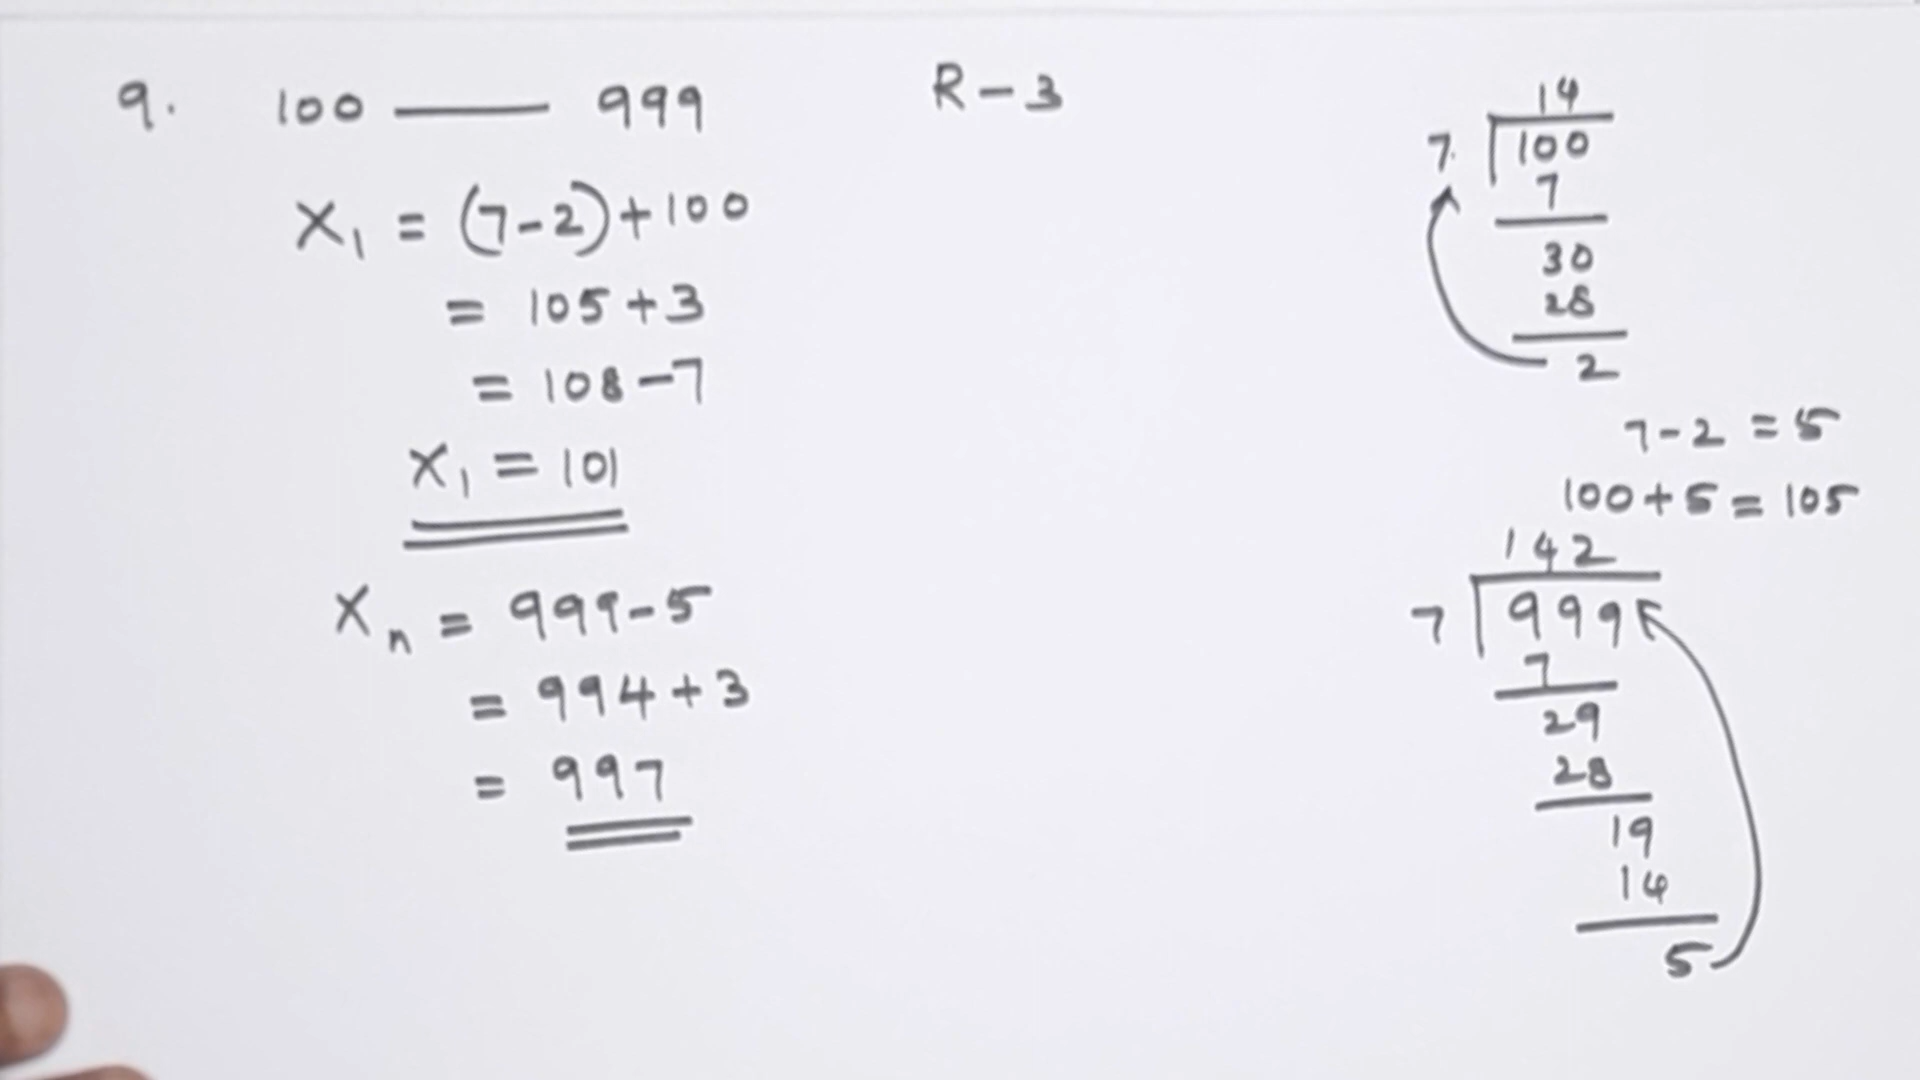 9. 100 —— 999 R - 3
X₁ = (7-2)+100
= 105 + 3
= 108 - 7
X₁ = 101
Xₙ = 999 - 5
= 994 + 3
= 997
14
7 100
7
30
28
2
7 - 2 = 5
100 + 5 = 105
142
7 999
7
29
28
19
14
5